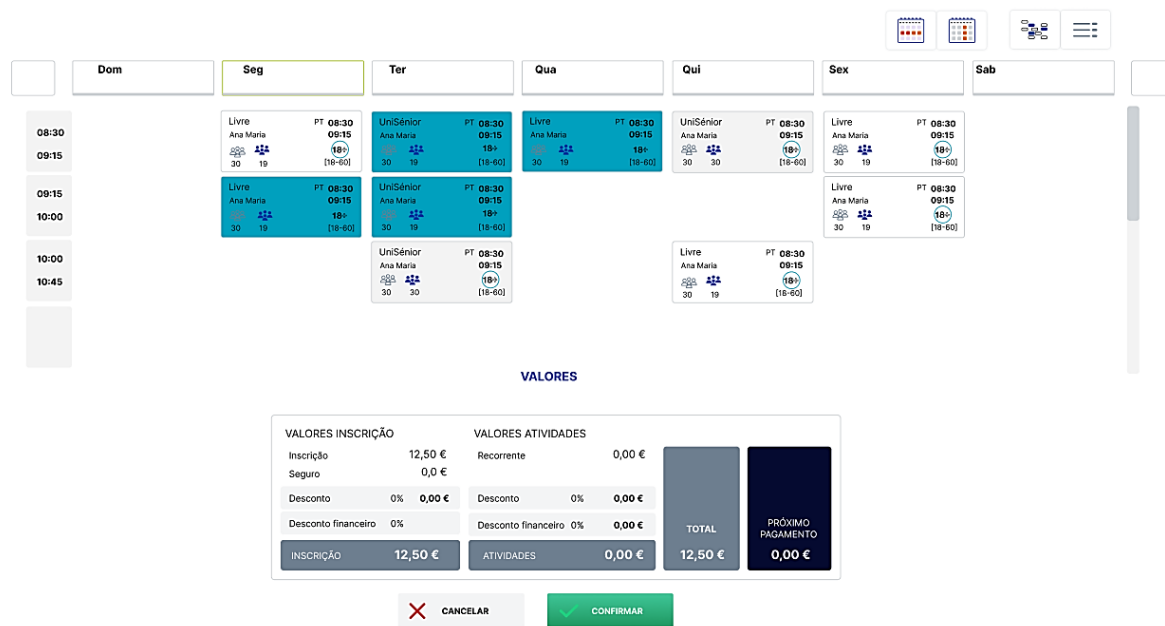 Dom Seg Ter Qua Qui Sex Sab
08:30
09:15
Livre PT 08:30
Ana Maria 09:15
18+
30 19 [18-60]
UniSénior PT 08:30
Ana Maria 09:15
18+
30 19 [18-60]
Livre PT 08:30
Ana Maria 09:15
18+
30 19 [18-60]
UniSénior PT 08:30
Ana Maria 09:15
18+
30 30 [18-60]
Livre PT 08:30
Ana Maria 09:15
18+
30 19 [18-60]
09:15
10:00
Livre PT 08:30
Ana Maria 09:15
18+
30 19 [18-60]
UniSénior PT 08:30
Ana Maria 09:15
18+
30 19 [18-60]
Livre PT 08:30
Ana Maria 09:15
18+
30 19 [18-60]
10:00
10:45
UniSénior PT 08:30
Ana Maria 09:15
18+
30 30 [18-60]
Livre PT 08:30
Ana Maria 09:15
18+
30 19 [18-60]
VALORES
VALORES INSCRIÇÃO
Inscrição 12,50 €
Seguro 0,0 €
Desconto 0% 0,00 €
Desconto financeiro 0%
INSCRIÇÃO 12,50 €
VALORES ATIVIDADES
Recorrente 0,00 €
Desconto 0% 0,00 €
Desconto financeiro 0% 0,00 €
ATIVIDADES 0,00 €
TOTAL
12,50 €
PRÓXIMO
PAGAMENTO
0,00 €
CANCELAR
CONFIRMAR